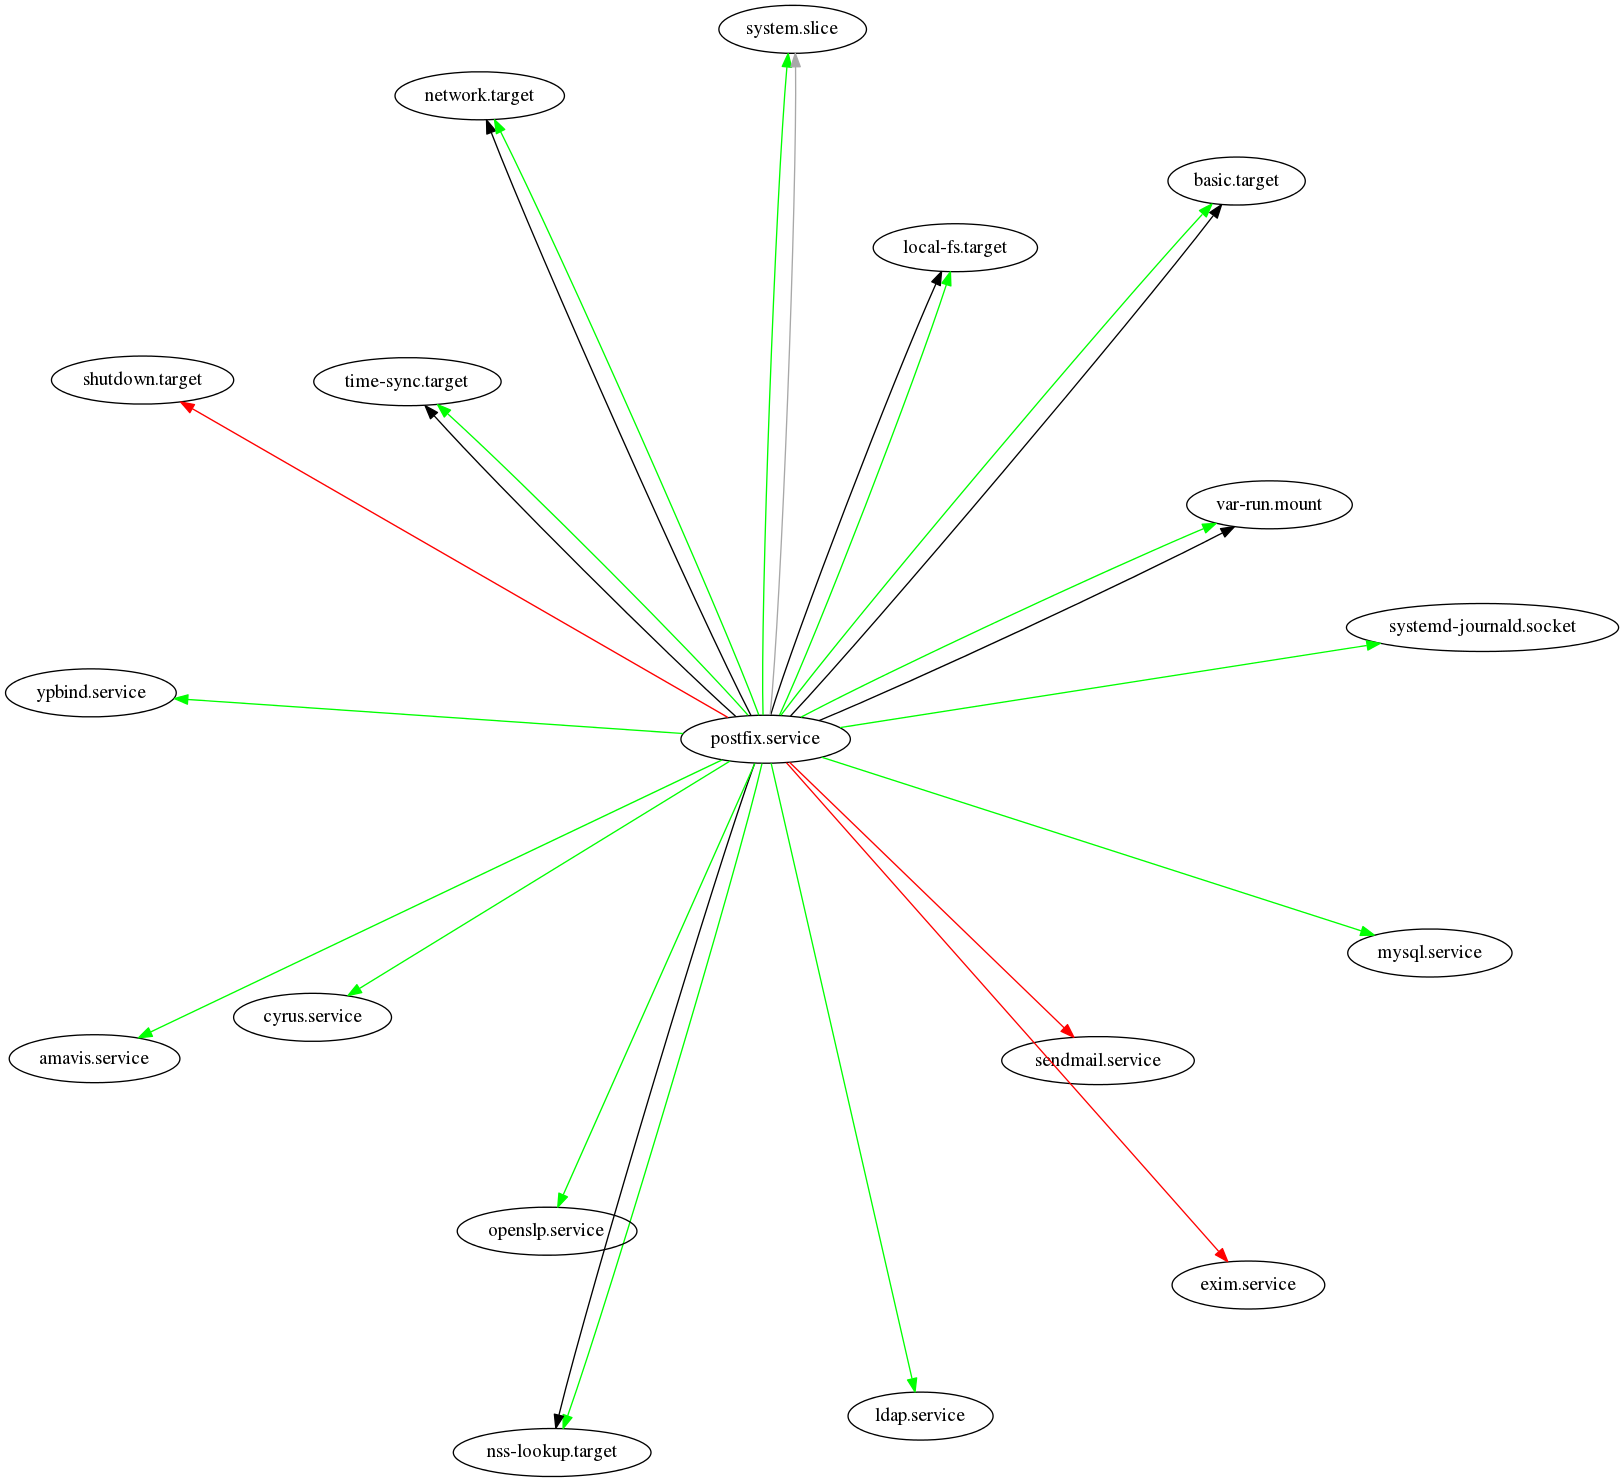 system.slice
network.target
basic.target
local-fs.target
shutdown.target
time-sync.target
var-run.mount
systemd-journald.socket
ypbind.service
postfix.service
mysql.service
cyrus.service
amavis.service
sendmail.service
openslp.service
exim.service
ldap.service
nss-lookup.target